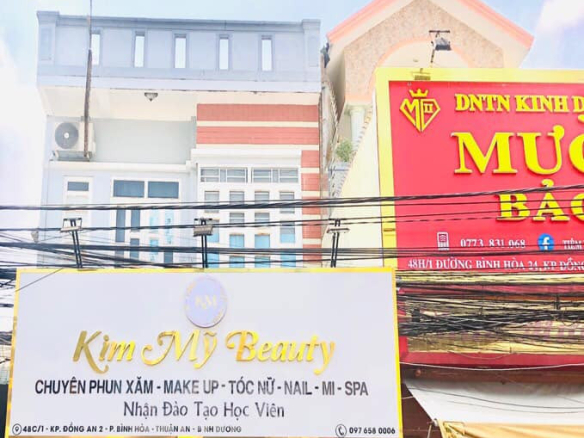 KM
Kim Mỹ Beauty
CHUYÊN PHUN XĂM - MAKE UP - TÓC NỮ - NAIL - MI - SPA
Nhận Đào Tạo Học Viên
48C/1 - KP. ĐỒNG AN 2 - P. BÌNH HÒA - THUẬN AN - BÌNH DƯƠNG
097 658 0006
DNTN KINH D
MƯỜ
BẢO
0773.831.068
TIỆM
48H/1 ĐƯỜNG BÌNH HÒA 24, KP. ĐỒNG